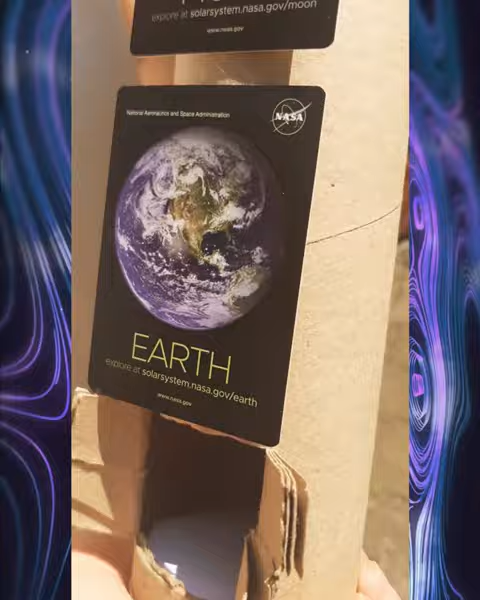 explore at solarsystem.nasa.gov/moon
www.nasa.gov
National Aeronautics and Space Administration
NASA
EARTH
explore at solarsystem.nasa.gov/earth
www.nasa.gov